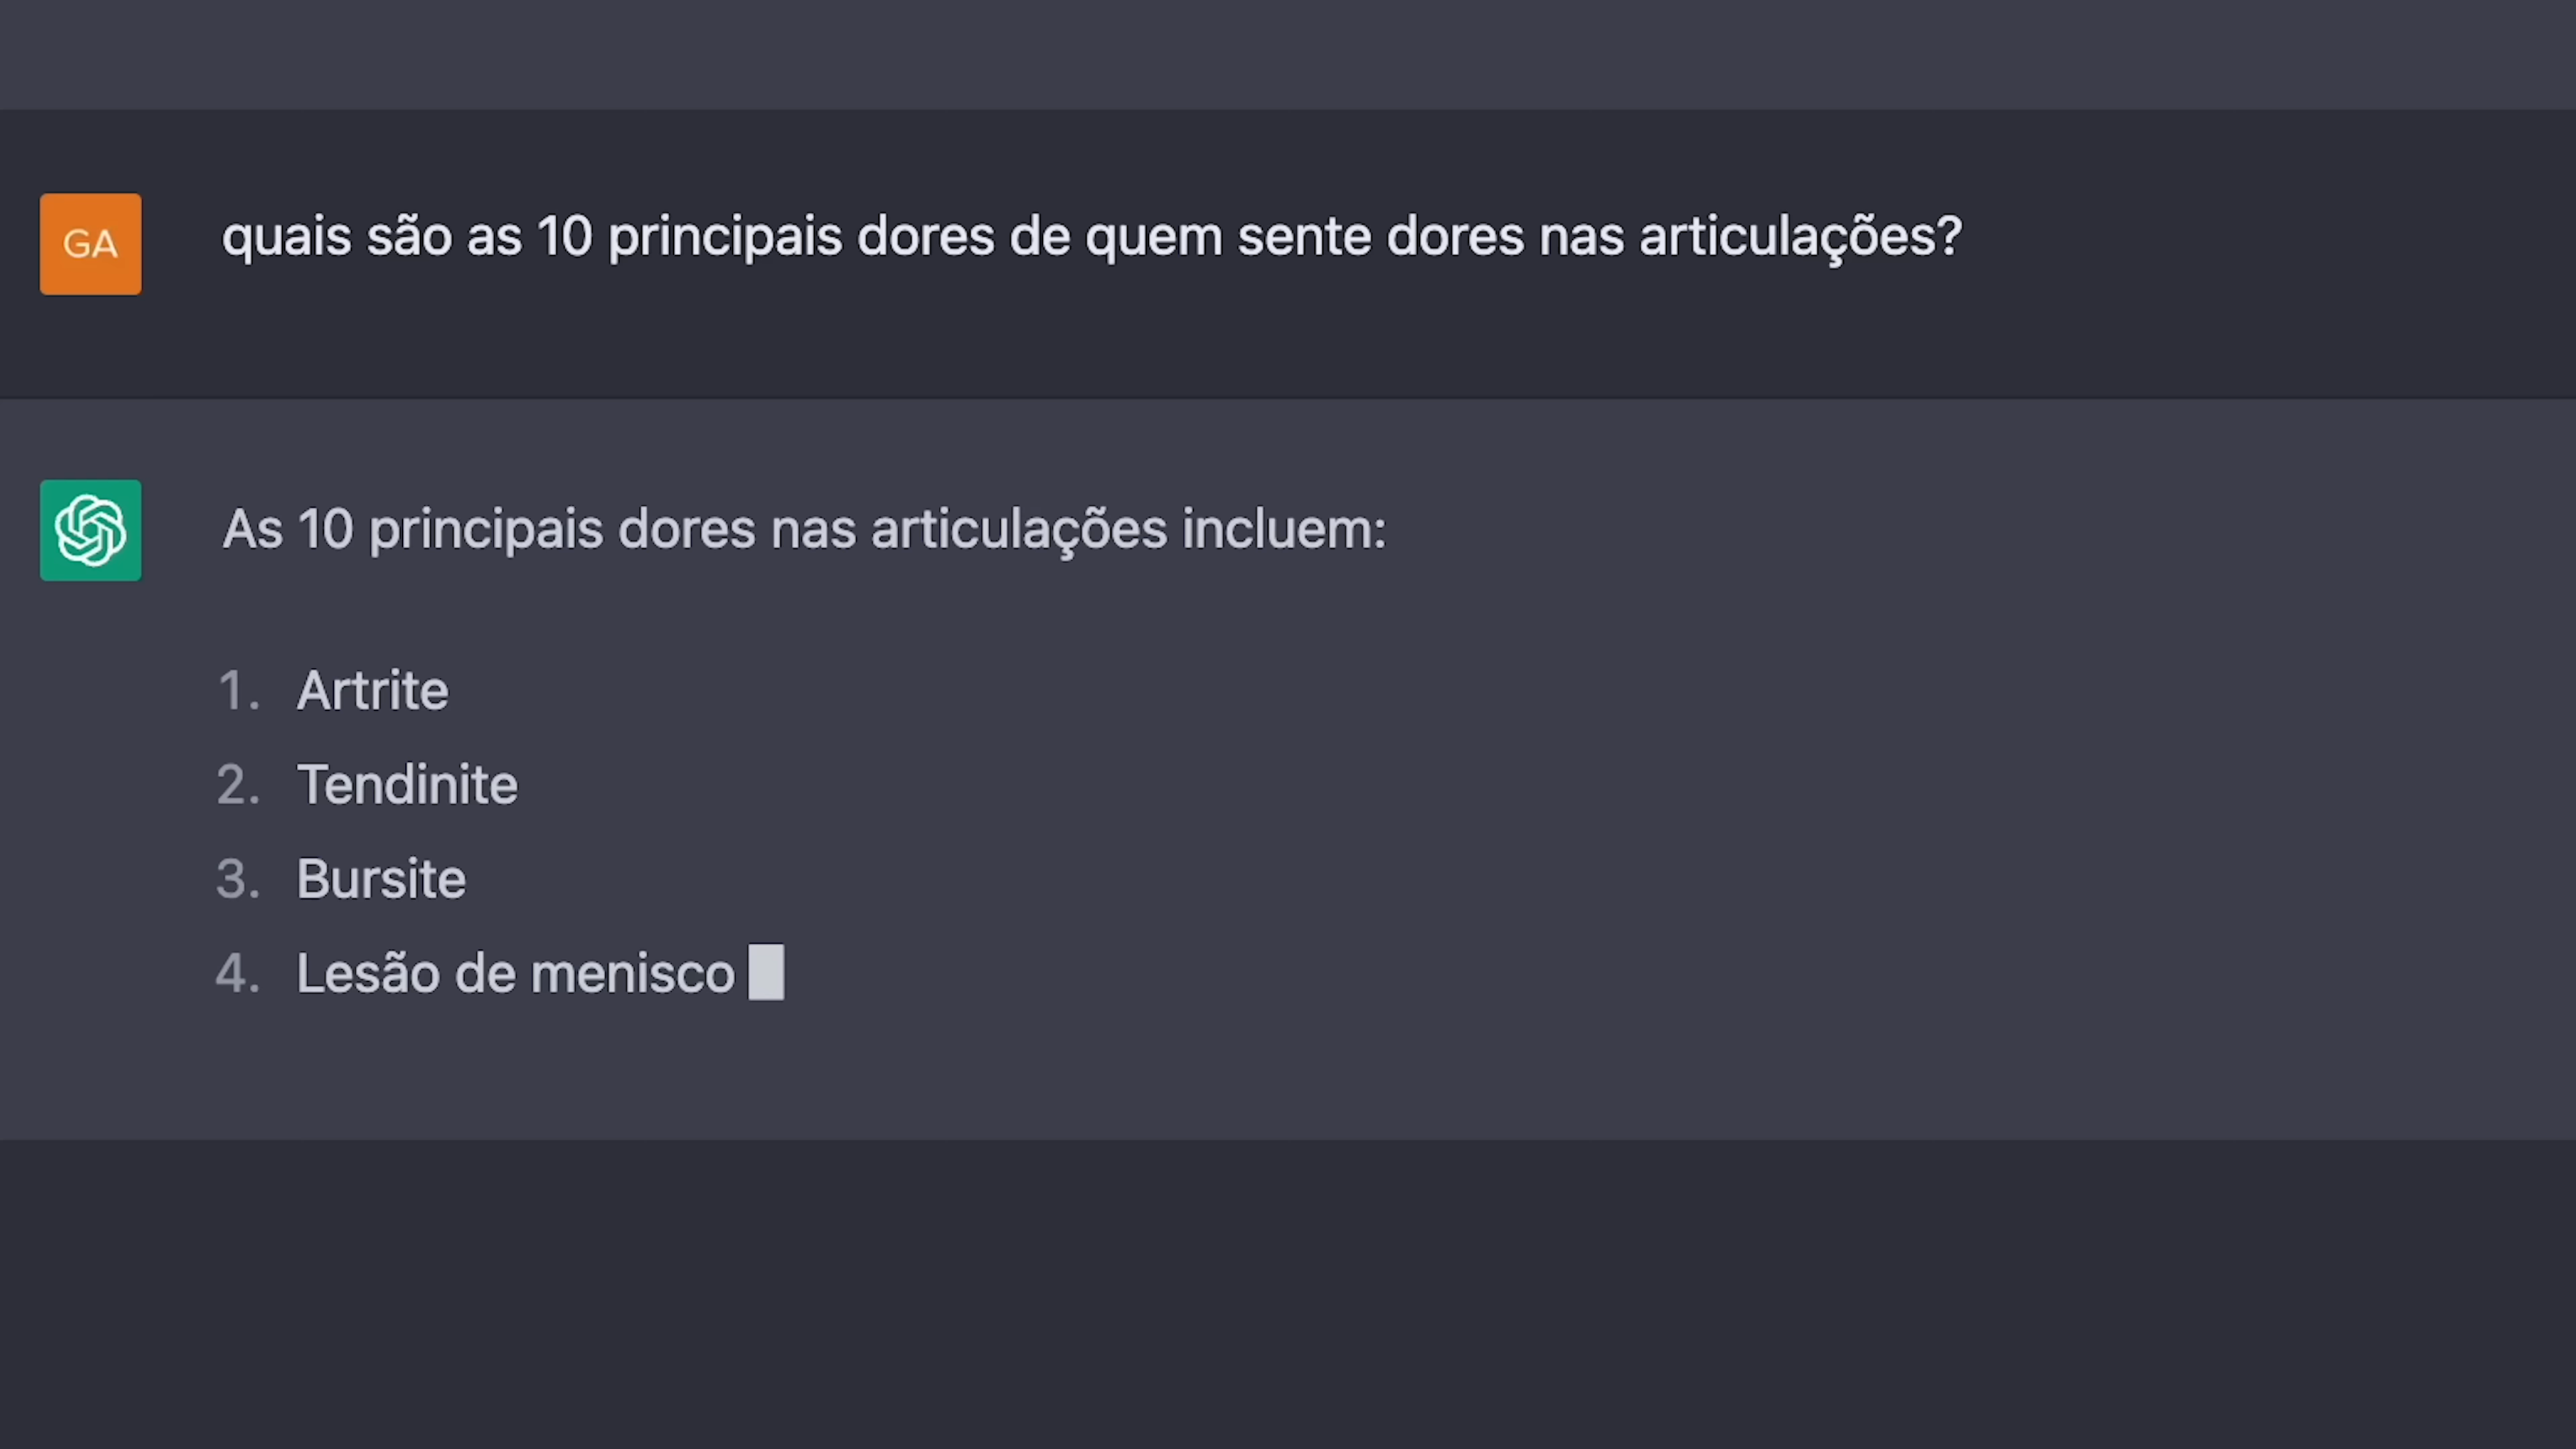 GA
quais são as 10 principais dores de quem sente dores nas articulações?
As 10 principais dores nas articulações incluem:
1. Artrite
2. Tendinite
3. Bursite
4. Lesão de menisco